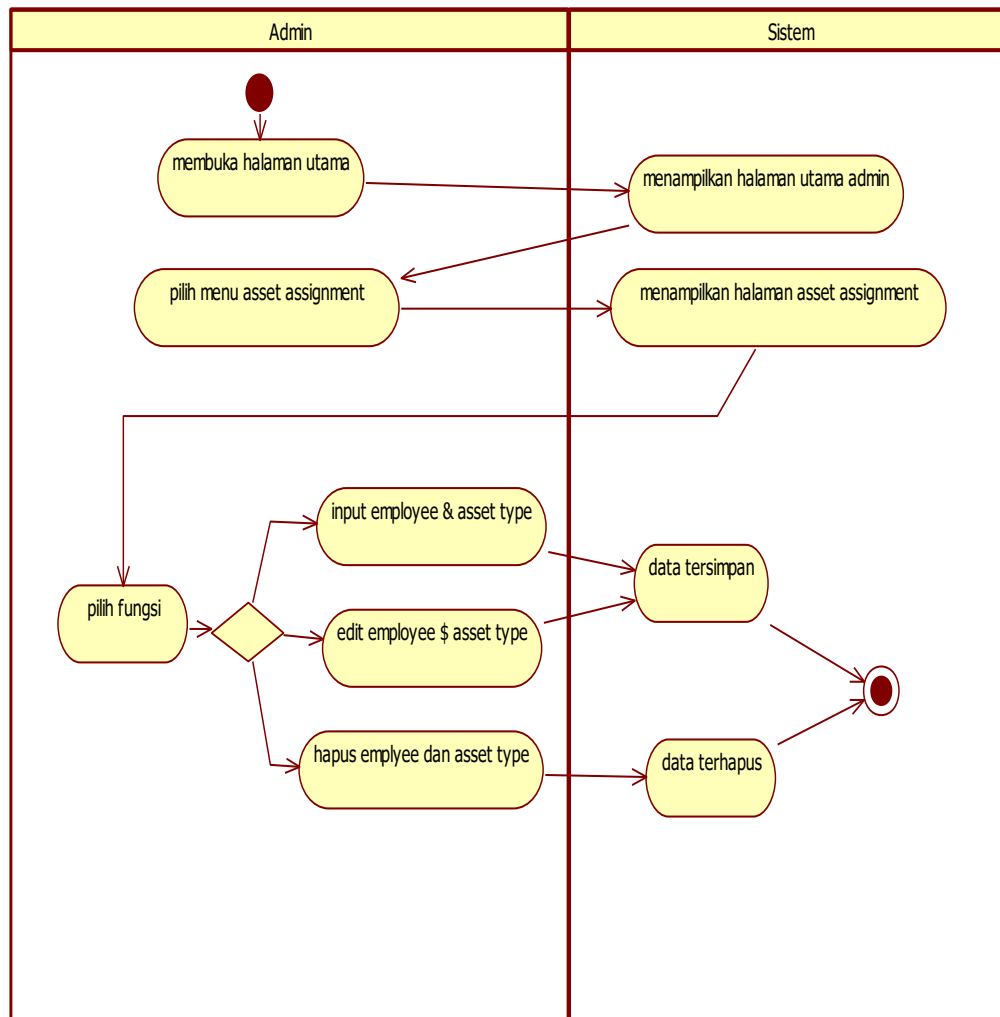 Admin
Sistem
membuka halaman utama
menampilkan halaman utama admin
pilih menu asset assignment
menampilkan halaman asset assignment
input employee & asset type
data tersimpan
pilih fungsi
edit employee $ asset type
hapus emplyee dan asset type
data terhapus